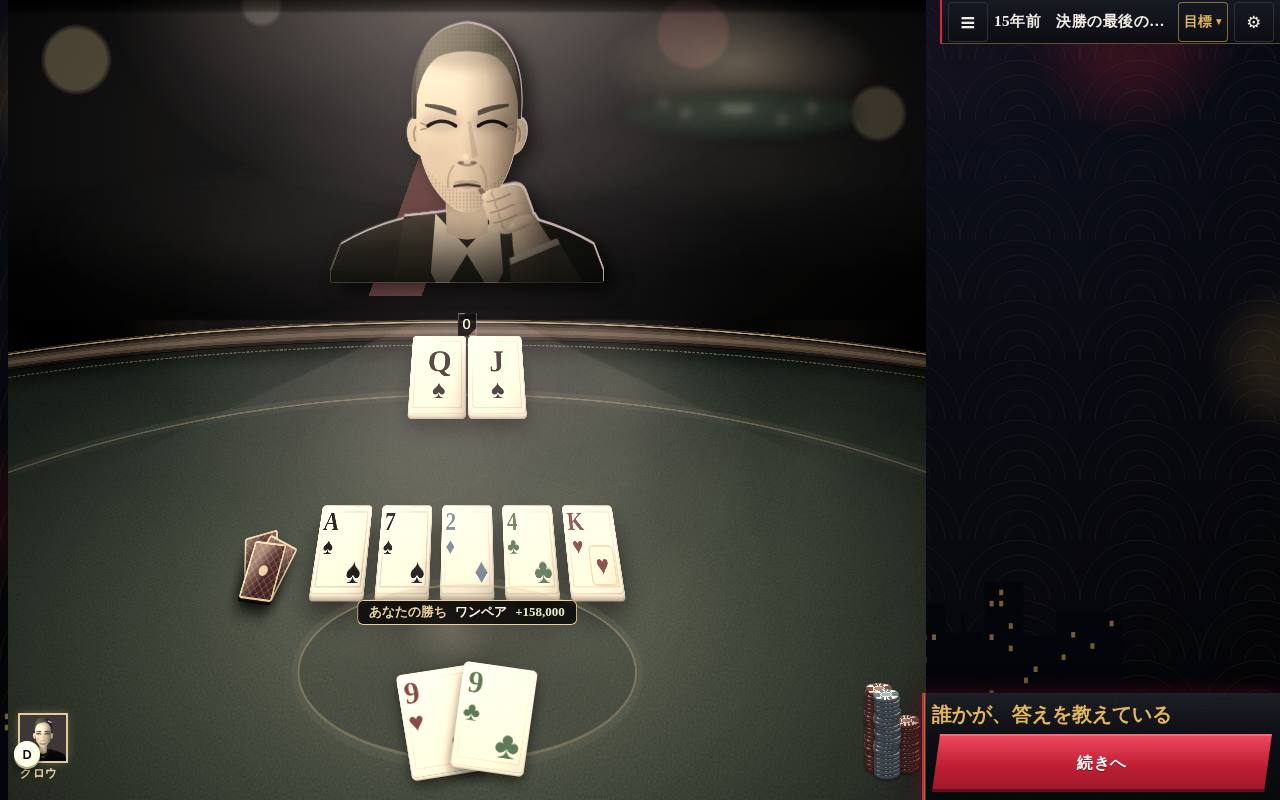 15年前　決勝の最後の…
目標 ▾
0
Q J
A 7 2 4 K
あなたの勝ち ワンペア +158,000
9 9
D
クロウ
誰かが、答えを教えている
続きへ